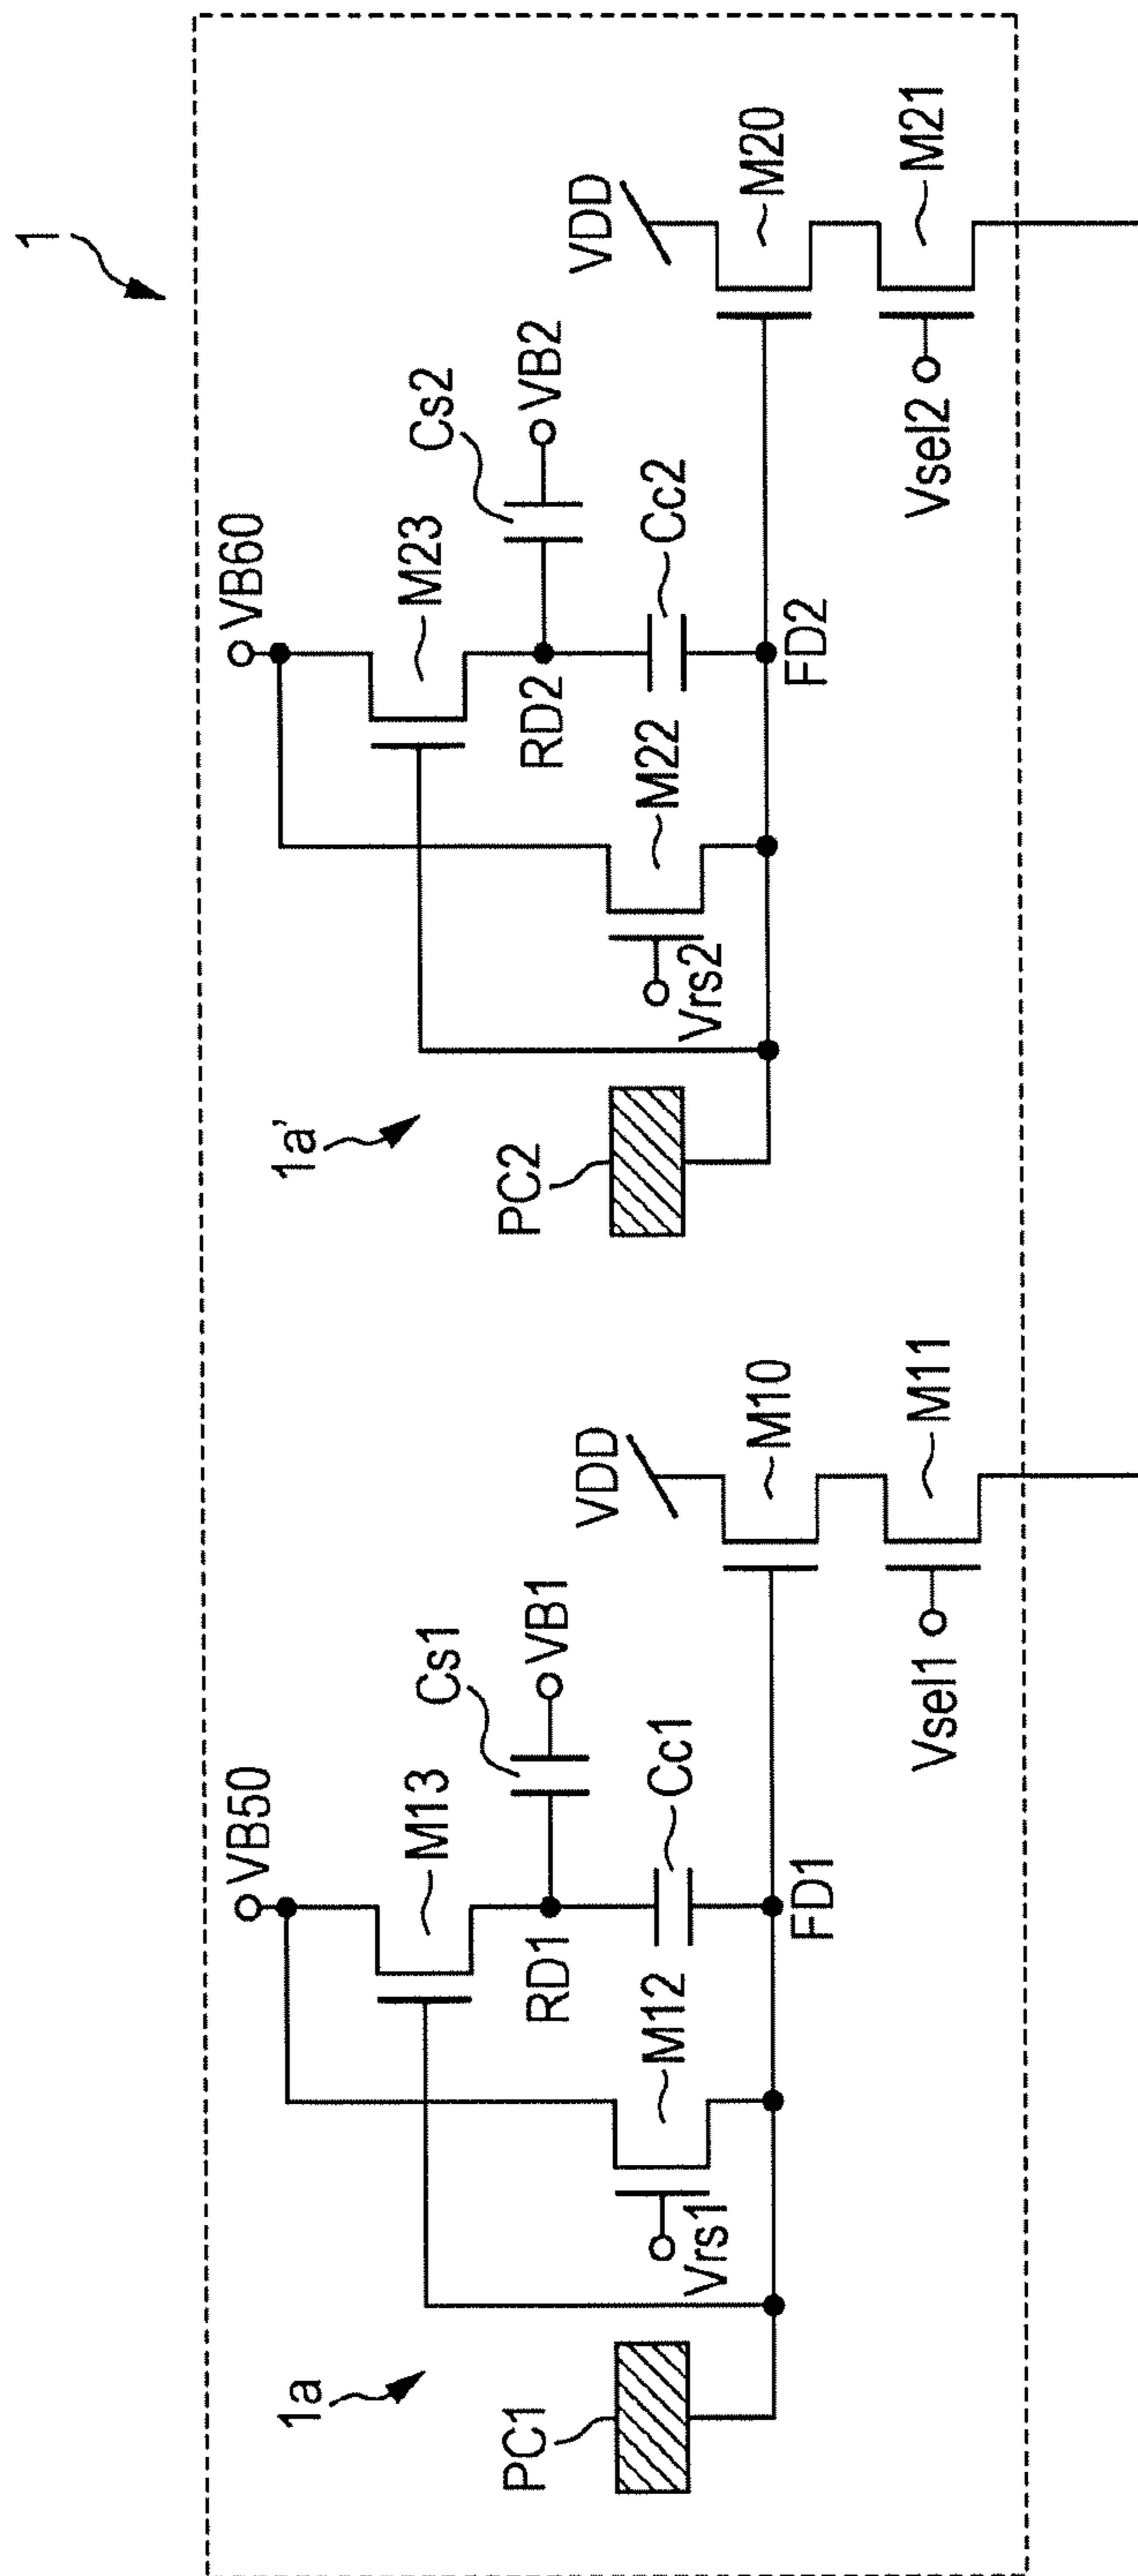 1
1a
VB50
M13
Cs1
VB1
RD1
M12
Cc1
Vrs1
PC1
FD1
VDD
M10
M11
Vsel1
1a'
VB60
M23
Cs2
VB2
RD2
M22
Cc2
Vrs2
PC2
FD2
VDD
M20
M21
Vsel2